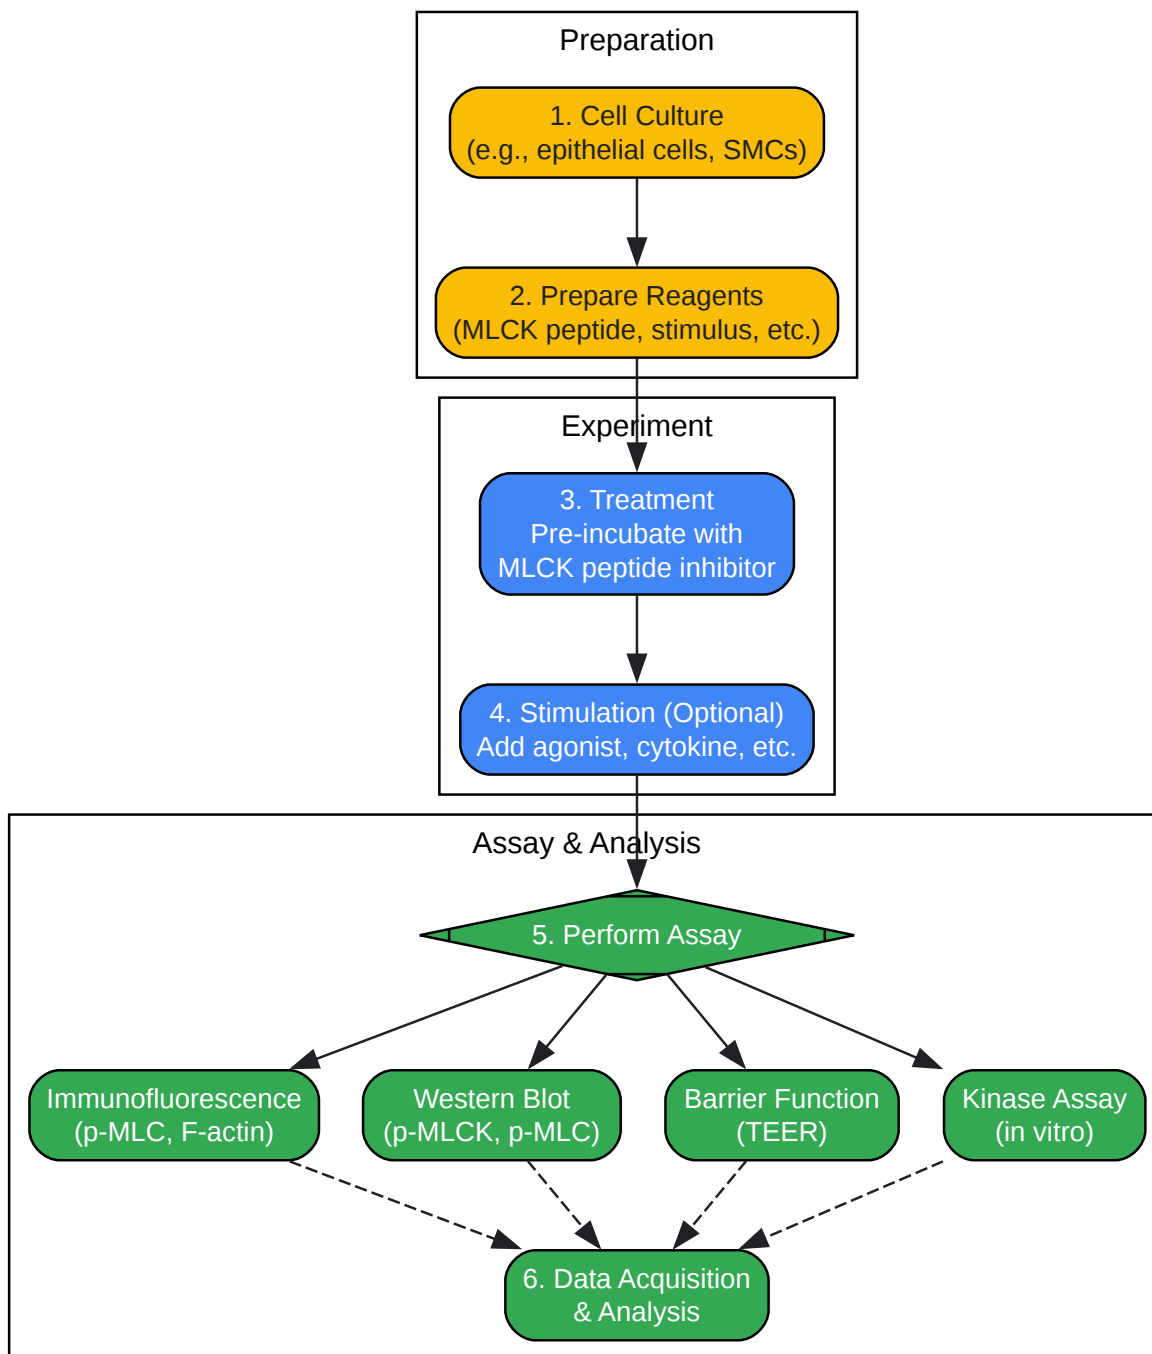 Preparation
1. Cell Culture
(e.g., epithelial cells, SMCs)
2. Prepare Reagents
(MLCK peptide, stimulus, etc.)
Experiment
3. Treatment
Pre-incubate with
MLCK peptide inhibitor
4. Stimulation (Optional)
Add agonist, cytokine, etc.
Assay & Analysis
5. Perform Assay
Immunofluorescence
(p-MLC, F-actin)
Western Blot
(p-MLCK, p-MLC)
Barrier Function
(TEER)
Kinase Assay
(in vitro)
6. Data Acquisition
& Analysis